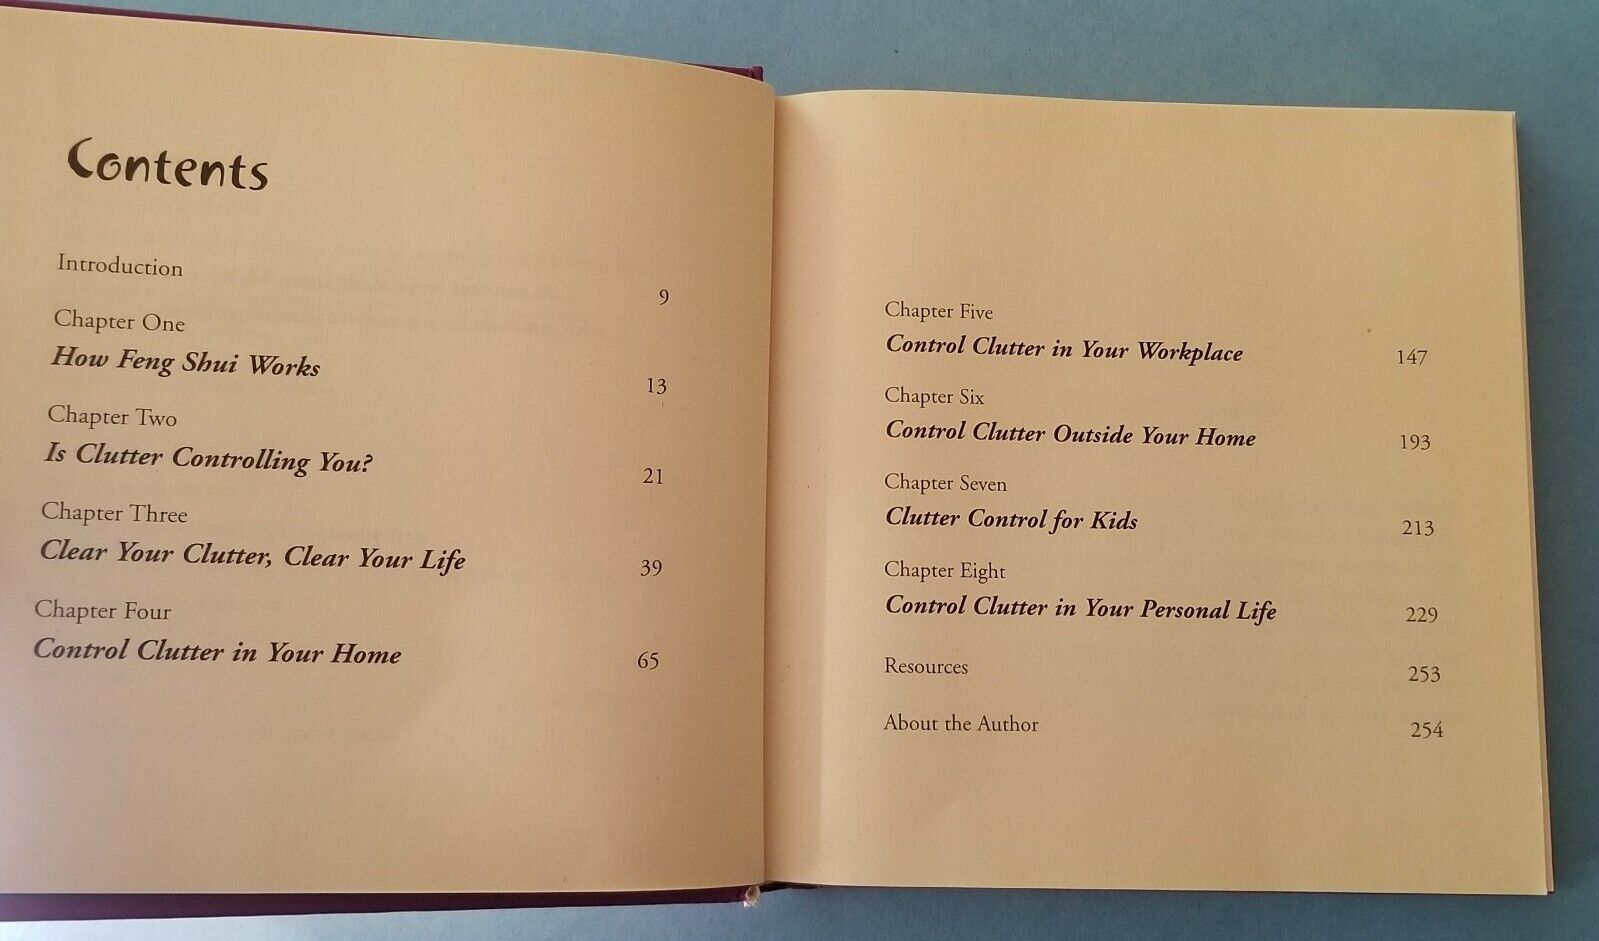 Contents
Introduction 9
Chapter One
How Feng Shui Works 13
Chapter Two
Is Clutter Controlling You? 21
Chapter Three
Clear Your Clutter, Clear Your Life 39
Chapter Four
Control Clutter in Your Home 65
Chapter Five
Control Clutter in Your Workplace 147
Chapter Six
Control Clutter Outside Your Home 193
Chapter Seven
Clutter Control for Kids 213
Chapter Eight
Control Clutter in Your Personal Life 229
Resources 253
About the Author 254